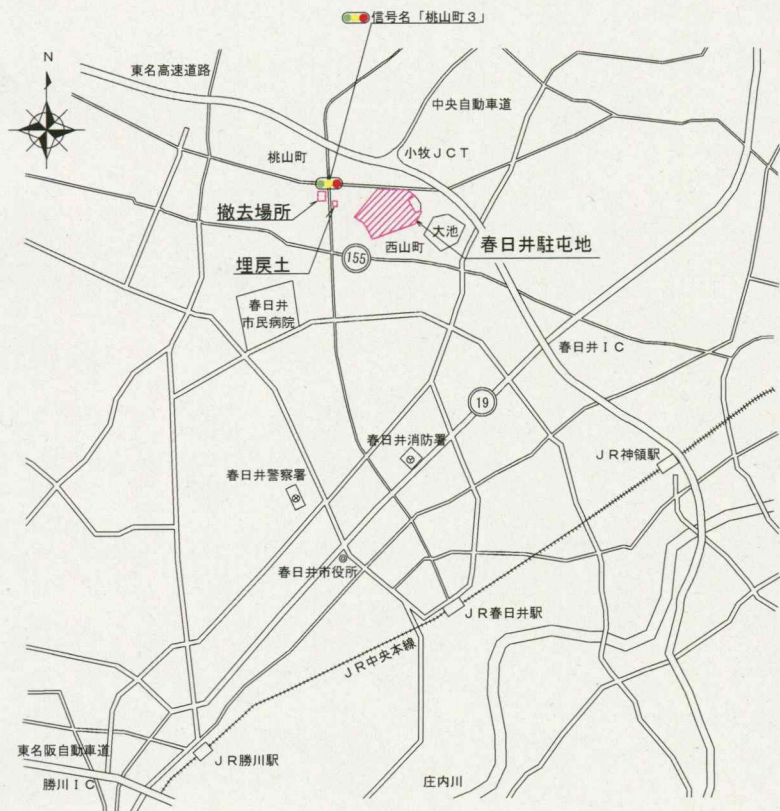 信号名「桃山町3」
N
東名高速道路
中央自動車道
桃山町
小牧JCT
撤去場所
大池
春日井駐屯地
西山町
埋戻土
155
春日井
市民病院
春日井IC
19
春日井消防署
JR神領駅
春日井警察署
春日井市役所
JR春日井駅
JR中央本線
東名阪自動車道
JR勝川駅
勝川IC
庄内川